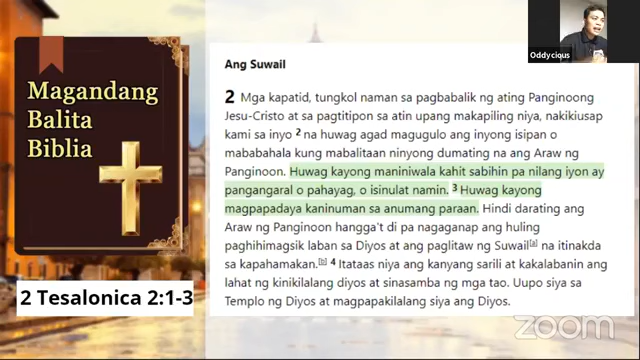 Oddycious
Magandang
Balita
Biblia
2 Tesalonica 2:1-3
Ang Suwail
2 Mga kapatid, tungkol naman sa pagbabalik ng ating Panginoong
Jesu-Cristo at sa pagtitipon sa atin upang makapiling niya, nakikiusap
kami sa inyo 2 na huwag agad magugulo ang inyong isipan o
mababahala kung mabalitaan ninyong dumating na ang Araw ng
Panginoon. Huwag kayong maniniwala kahit sabihin pa nilang iyon ay
pangangaral o pahayag, o isinulat namin. 3 Huwag kayong
magpapadaya kaninuman sa anumang paraan. Hindi darating ang
Araw ng Panginoon hangga't di pa nagaganap ang huling
paghihimagsik laban sa Diyos at ang paglitaw ng Suwail[a] na itinakda
sa kapahamakan.[b] 4 Itataas niya ang kanyang sarili at kakalabanin ang
lahat ng kinikilalang diyos at sinasamba ng mga tao. Uupo siya sa
Templo ng Diyos at magpapakilalang siya ang Diyos.
zoom